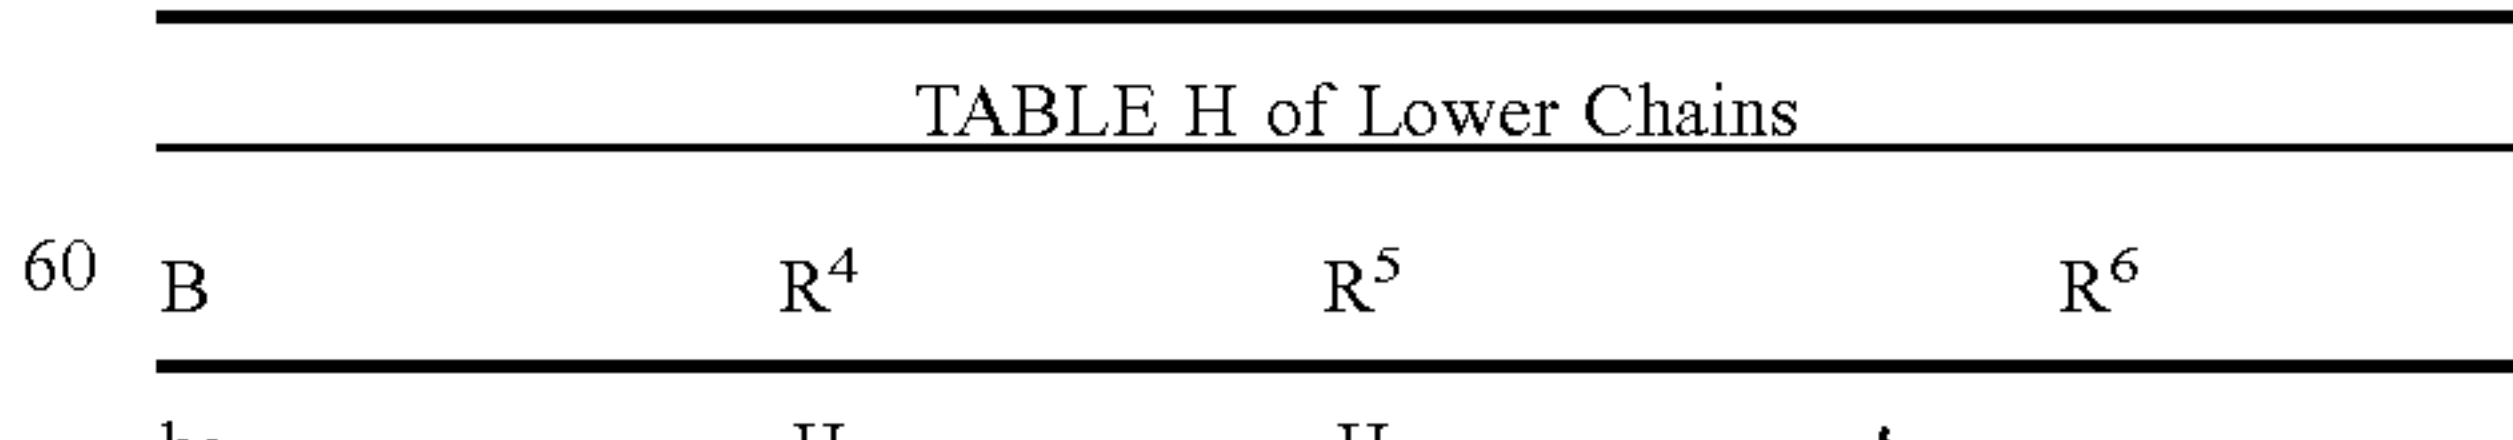 TABLE H of Lower Chains
60 B R⁴ R⁵ R⁶